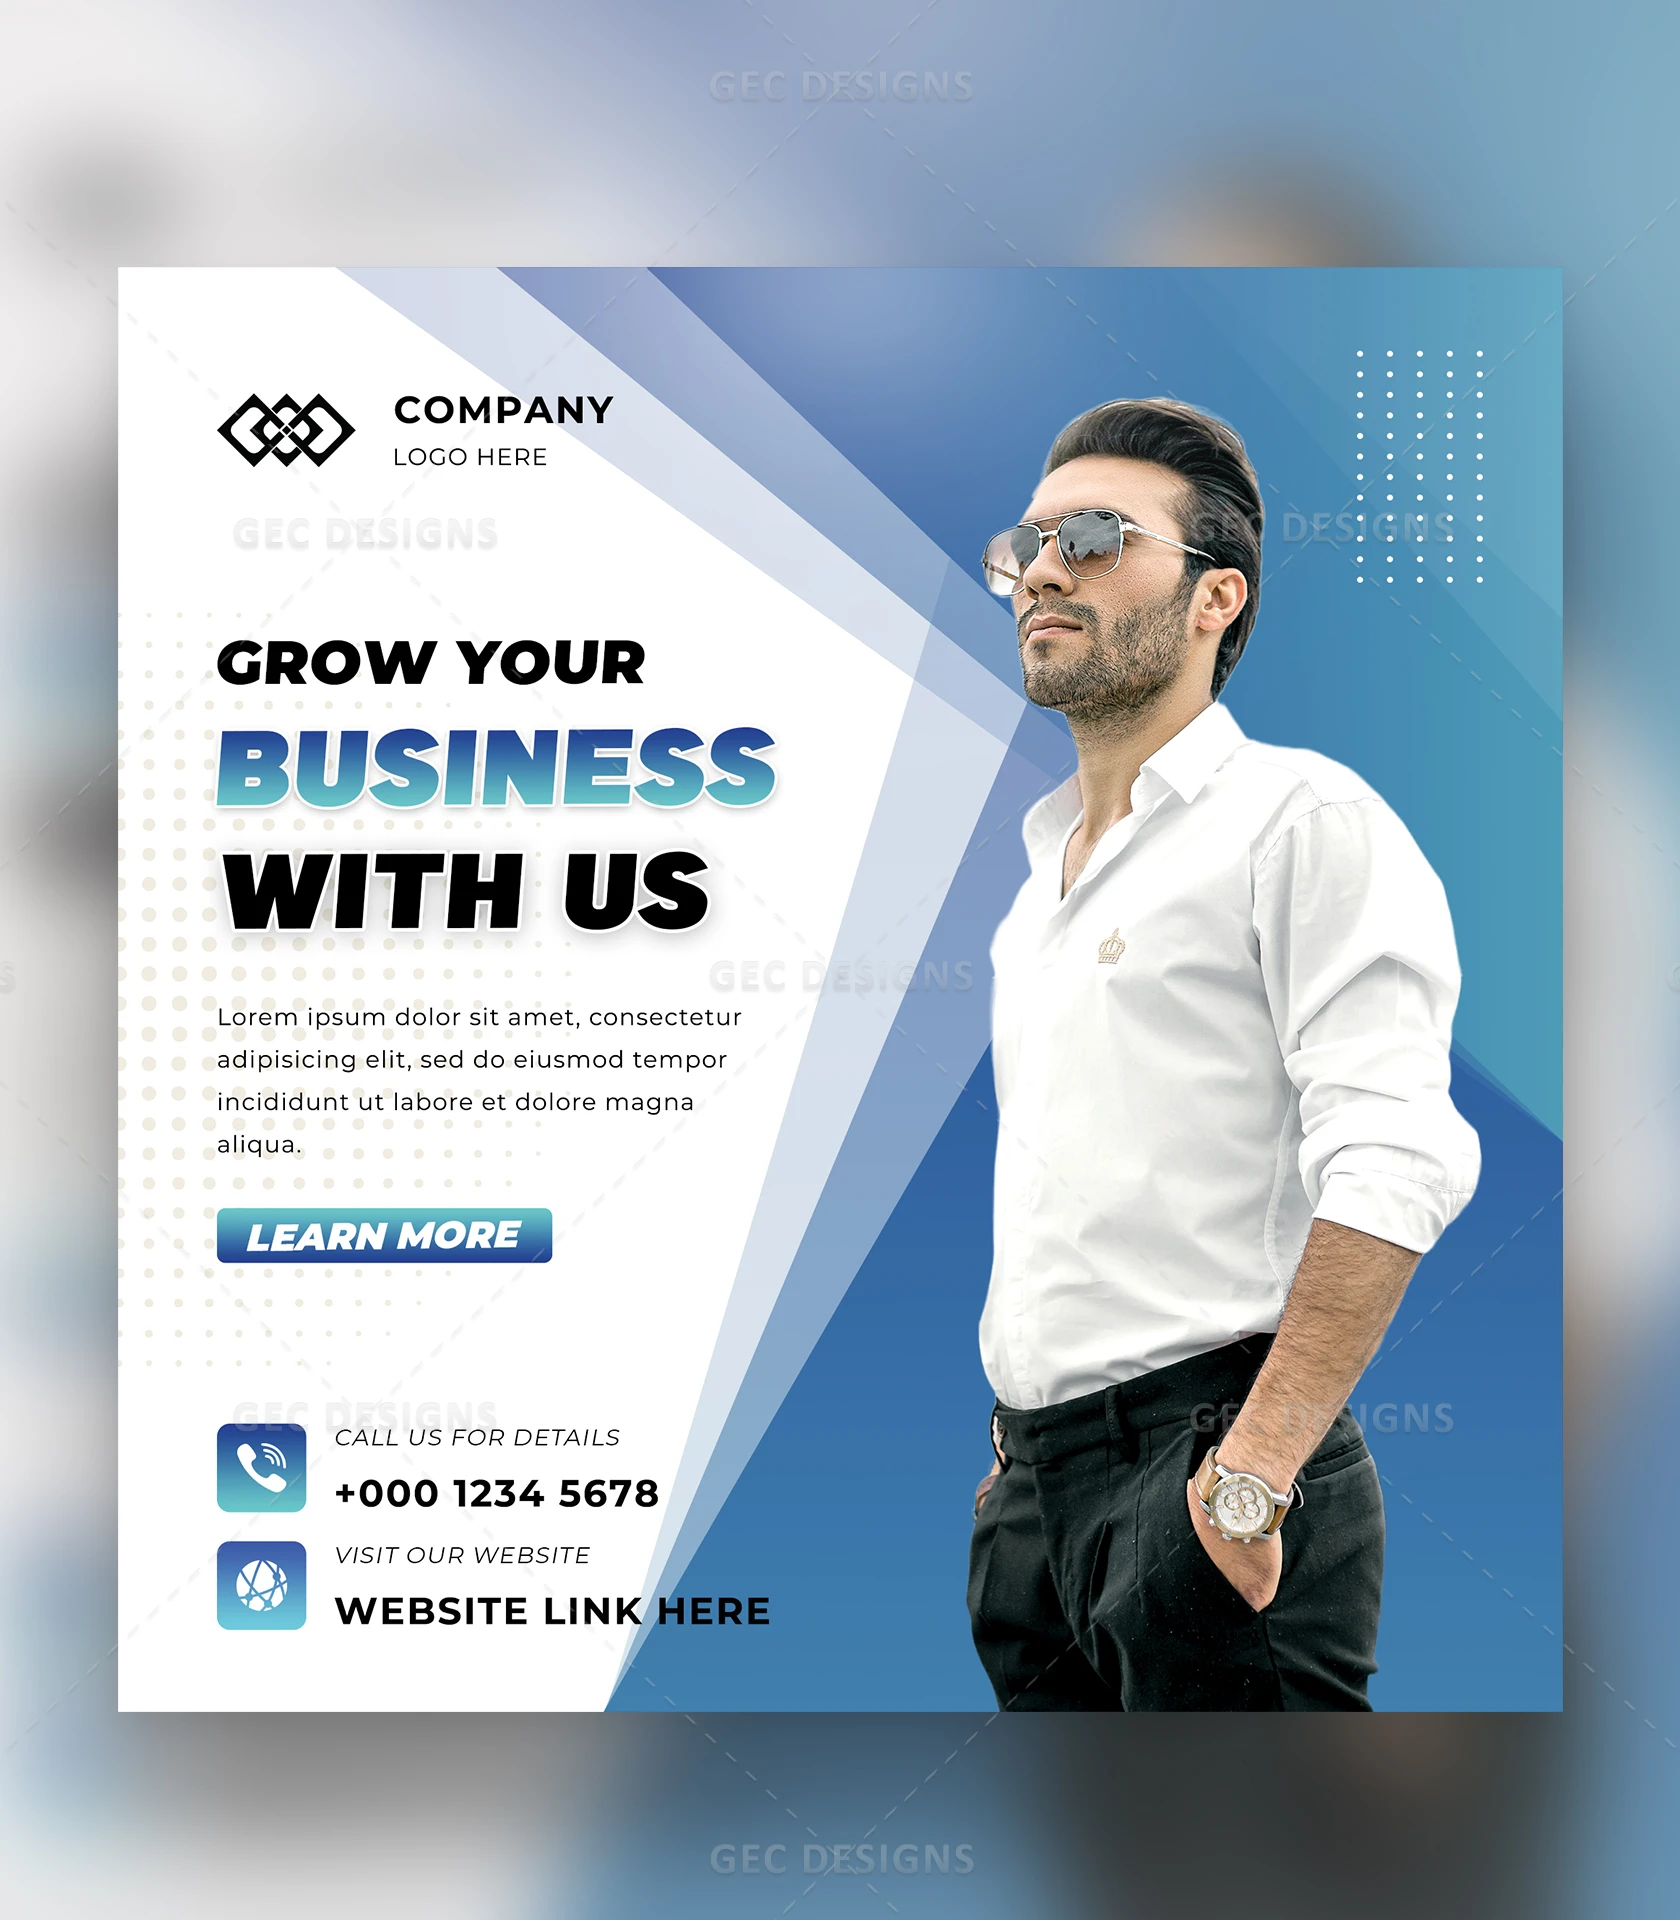 GEC DESIGNS
COMPANY
LOGO HERE
GEC DESIGNS
GEC DESIGNS
GROW YOUR
BUSINESS
WITH US
S
GEC DESIGNS
G
Lorem ipsum dolor sit amet, consectetur
adipisicing elit, sed do eiusmod tempor
incididunt ut labore et dolore magna
aliqua.
LEARN MORE
GEC DESIGNS
GEC DESIGNS
CALL US FOR DETAILS
+000 1234 5678
VISIT OUR WEBSITE
WEBSITE LINK HERE
GEC DESIGNS